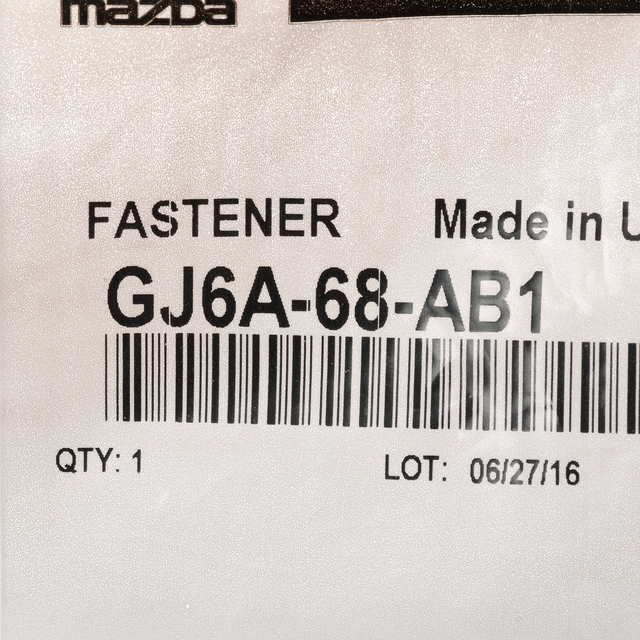 mazda
FASTENER Made in U
GJ6A-68-AB1
QTY: 1 LOT: 06/27/16